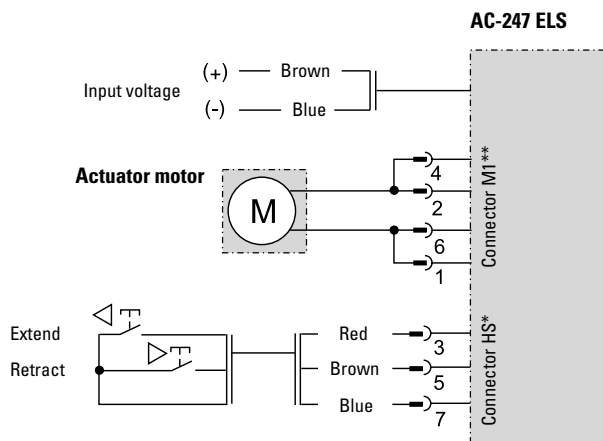 AC-247 ELS
(+) Brown
Input voltage
(-) Blue
Actuator motor
M
4
2
6
1
Connector M1**
Extend
Retract
Red
3
Brown
5
Blue
7
Connector HS*